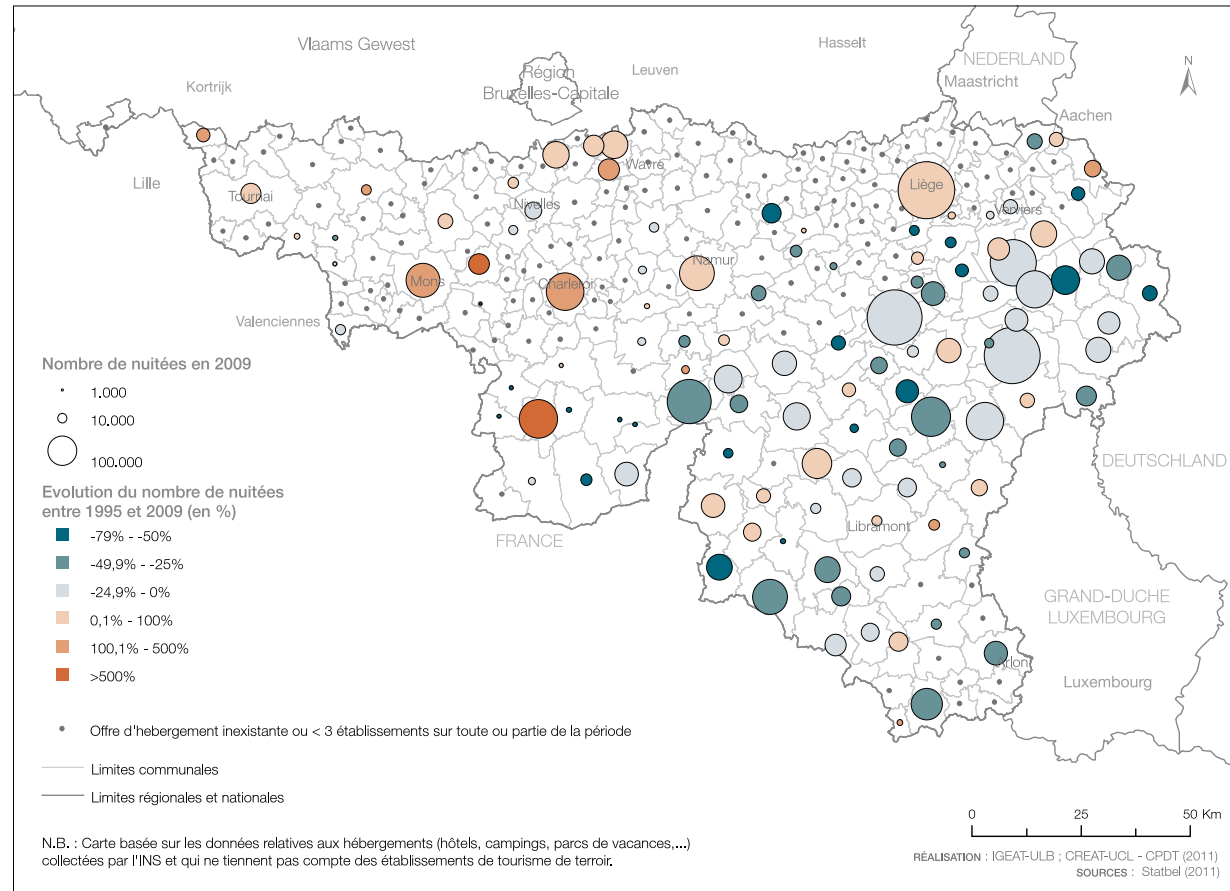 Vlaams Gewest
Hasselt
NEDERLAND
Maastricht
N
Leuven
Région
Bruxelles-Capitale
Kortrijk
Aachen
Lille
Wavre
Liège
Tournai
Nivelles
Verviers
Namur
Mons
Charleroi
Valenciennes
Nombre de nuitées en 2009
1.000
10.000
100.000
DEUTSCHLAND
Evolution du nombre de nuitées
entre 1995 et 2009 (en %)
-79% - -50%
-49,9% - -25%
-24,9% - 0%
0,1% - 100%
100,1% - 500%
>500%
FRANCE
Libramont
GRAND-DUCHE
LUXEMBOURG
Arlon
Luxembourg
Offre d'hebergement inexistante ou < 3 établissements sur toute ou partie de la période
Limites communales
Limites régionales et nationales
0 25 50 Km
N.B. : Carte basée sur les données relatives aux hébergements (hôtels, campings, parcs de vacances,...)
collectées par l'INS et qui ne tiennent pas compte des établissements de tourisme de terroir.
RÉALISATION : IGEAT-ULB ; CREAT-UCL - CPDT (2011)
SOURCES : Statbel (2011)